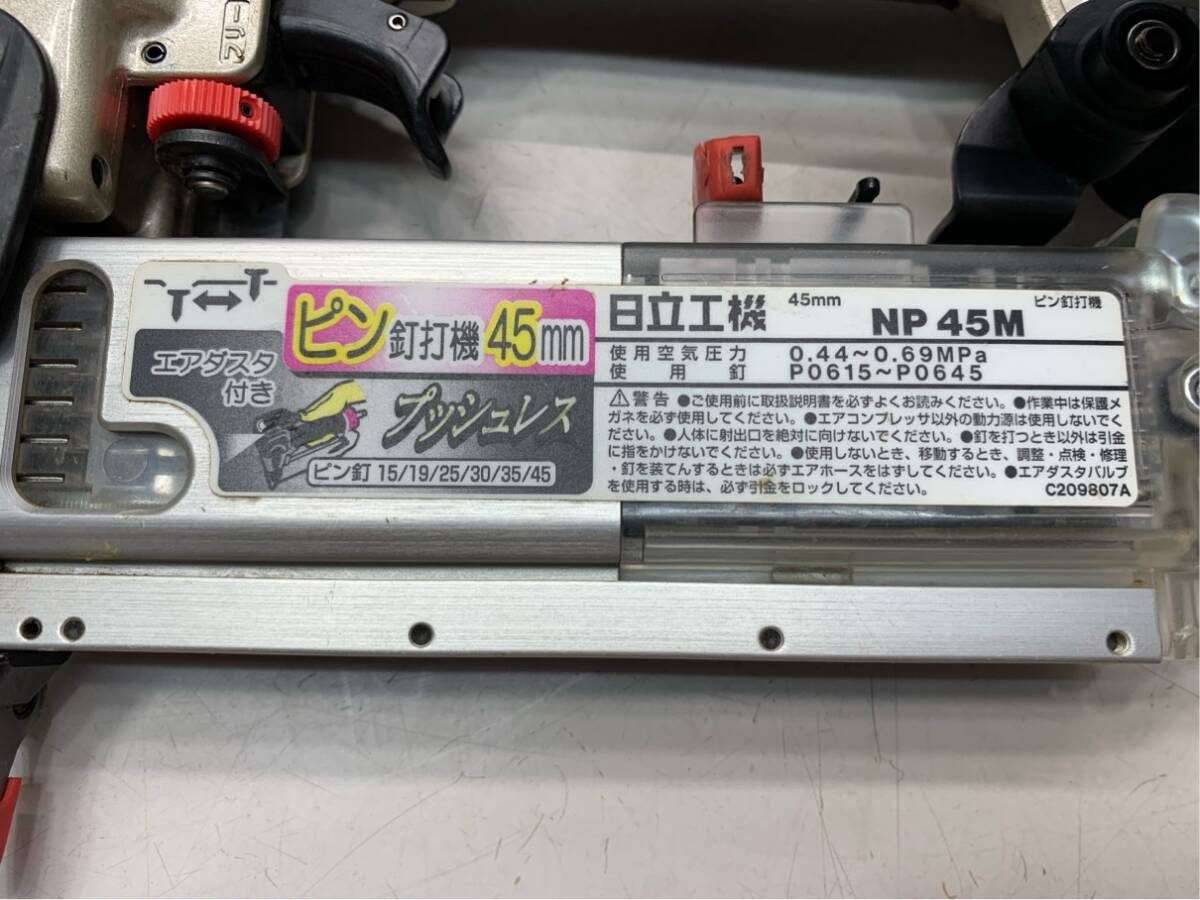 エアダスタ
付き
ピン釘打機 45mm
プッシュレス
ピン釘 15/19/25/30/35/45
日立工機 45mm NP 45M ピン釘打機
使用空気圧力 0.44～0.69MPa
使用釘 P0615～P0645
⚠警告 ●ご使用前に取扱説明書を必ずよくお読みください。●作業中は保護メ
ガネを必ず使用してください。●エアコンプレッサ以外の動力源は使用しないでく
ださい。●人体に射出口を絶対に向けないでください。●釘を打つとき以外は引金
に指をかけないでください。●使用しないとき、移動するとき、調整・点検・修理
・釘を装てんするときは必ずエアホースをはずしてください。●エアダスタバルブ
を使用する時は、必ず引金をロックしてください。 C209807A